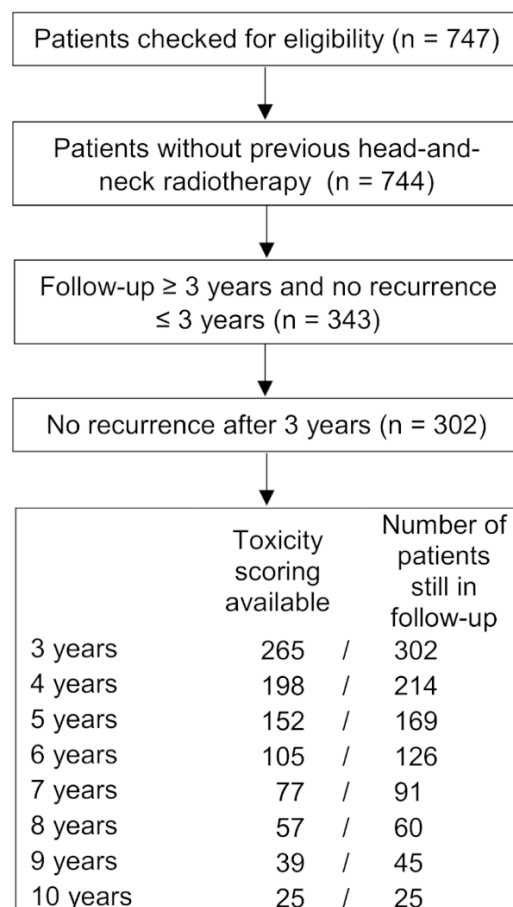 Patients checked for eligibility (n = 747)
Patients without previous head-and-
neck radiotherapy (n = 744)
Follow-up ≥ 3 years and no recurrence
≤ 3 years (n = 343)
No recurrence after 3 years (n = 302)
Toxicity
scoring
available
Number of
patients
still in
follow-up
3 years 265 / 302
4 years 198 / 214
5 years 152 / 169
6 years 105 / 126
7 years 77 / 91
8 years 57 / 60
9 years 39 / 45
10 years 25 / 25